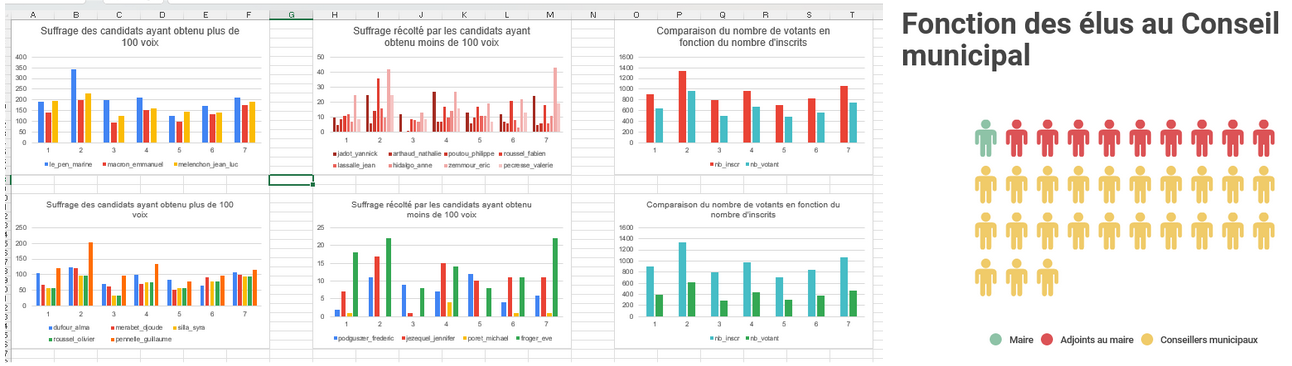 A B C D E F G H I J K L M N O P Q R S T
Suffrage des candidats ayant obtenu plus de
100 voix
400
350
300
250
200
150
100
50
0
1 2 3 4 5 6 7
le_pen_marine macron_emmanuel melenchon_jean_luc
Suffrage récolté par les candidats ayant
obtenu moins de 100 voix
50
40
30
20
10
0
1 2 3 4 5 6 7
jadot_yannick arthaud_nathalie poutou_philippe roussel_fabien
lassalle_jean hidalgo_anne zemmour_eric pecresse_valerie
Comparaison du nombre de votants en
fonction du nombre d'inscrits
1600
1400
1200
1000
800
600
400
200
0
1 2 3 4 5 6 7
nb_inscr nb_votant
Suffrage des candidats ayant obtenu plus de 100
voix
250
200
150
100
50
0
1 2 3 4 5 6 7
dufour_alma merabet_djoude silla_syra
roussel_olivier pennelle_guillaume
Suffrage récolté par les candidats ayant obtenu
moins de 100 voix
25
20
15
10
5
0
1 2 3 4 5 6 7
podguszer_frederic jezequel_jennifer poret_michael froger_eve
Comparaison du nombre de votants en fonction du
nombre d'inscrits
1600
1400
1200
1000
800
600
400
200
0
1 2 3 4 5 6 7
nb_inscr nb_votant
Fonction des élus au Conseil
municipal
Maire Adjoints au maire Conseillers municipaux